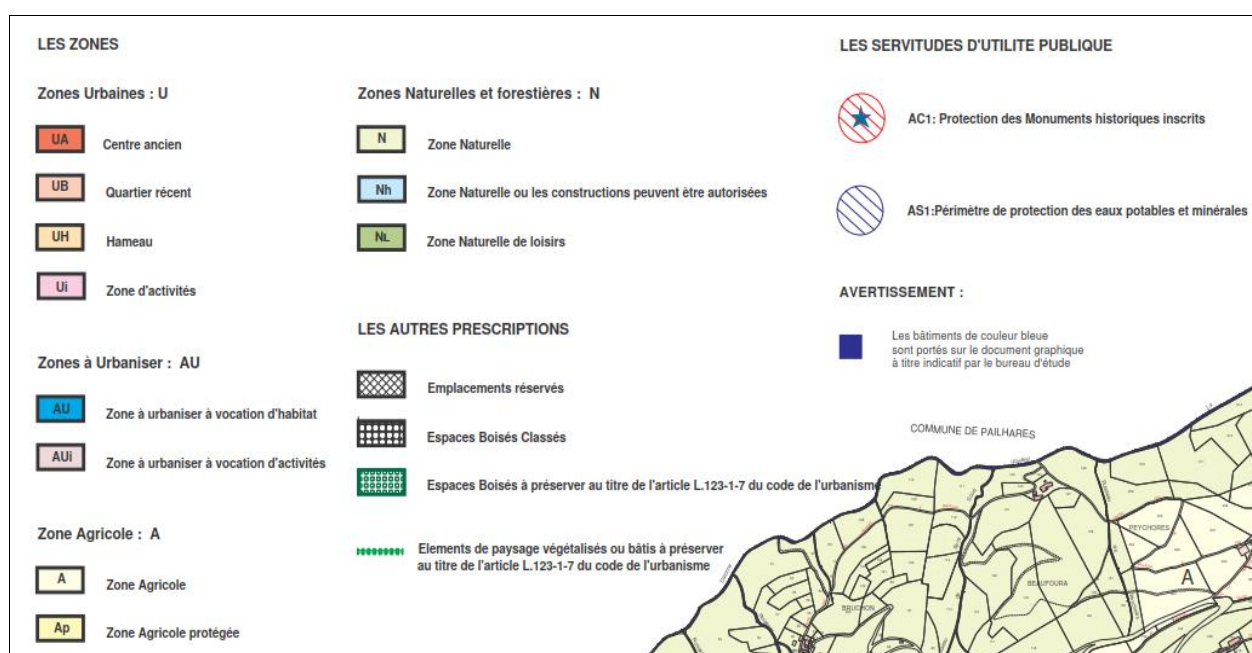 LES ZONES
Zones Urbaines : U
UA Centre ancien
UB Quartier récent
UH Hameau
Ui Zone d'activités
Zones à Urbaniser : AU
AU Zone à urbaniser à vocation d'habitat
AUi Zone à urbaniser à vocation d'activités
Zone Agricole : A
A Zone Agricole
Ap Zone Agricole protégée
Zones Naturelles et forestières : N
N Zone Naturelle
Nh Zone Naturelle ou les constructions peuvent ètre autorisées
NL Zone Naturelle de loisirs
LES AUTRES PRESCRIPTIONS
Emplacements réservés
Espaces Boisés Classés
Espaces Boisés à préserver au titre de l'article L.123-1-7 du code de l'urbanisme
Elements de paysage végétalisés ou bâtis à préserver
au titre de l'article L.123-1-7 du code de l'urbanisme
LES SERVITUDES D'UTILITE PUBLIQUE
AC1: Protection des Monuments historiques inscrits
AS1:Périmètre de protection des eaux potables et minérales
AVERTISSEMENT :
Les bâtiments de couleur bleue
sont portés sur le document graphique
à titre indicatif par le bureau d'étude
COMMUNE DE PAILHARES
PEYCHORES
A
BEAUFOURA
BRUCHON